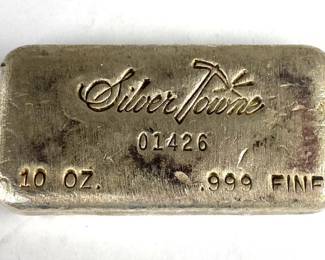 SilverTowne
01426
10 OZ. .999 FINE